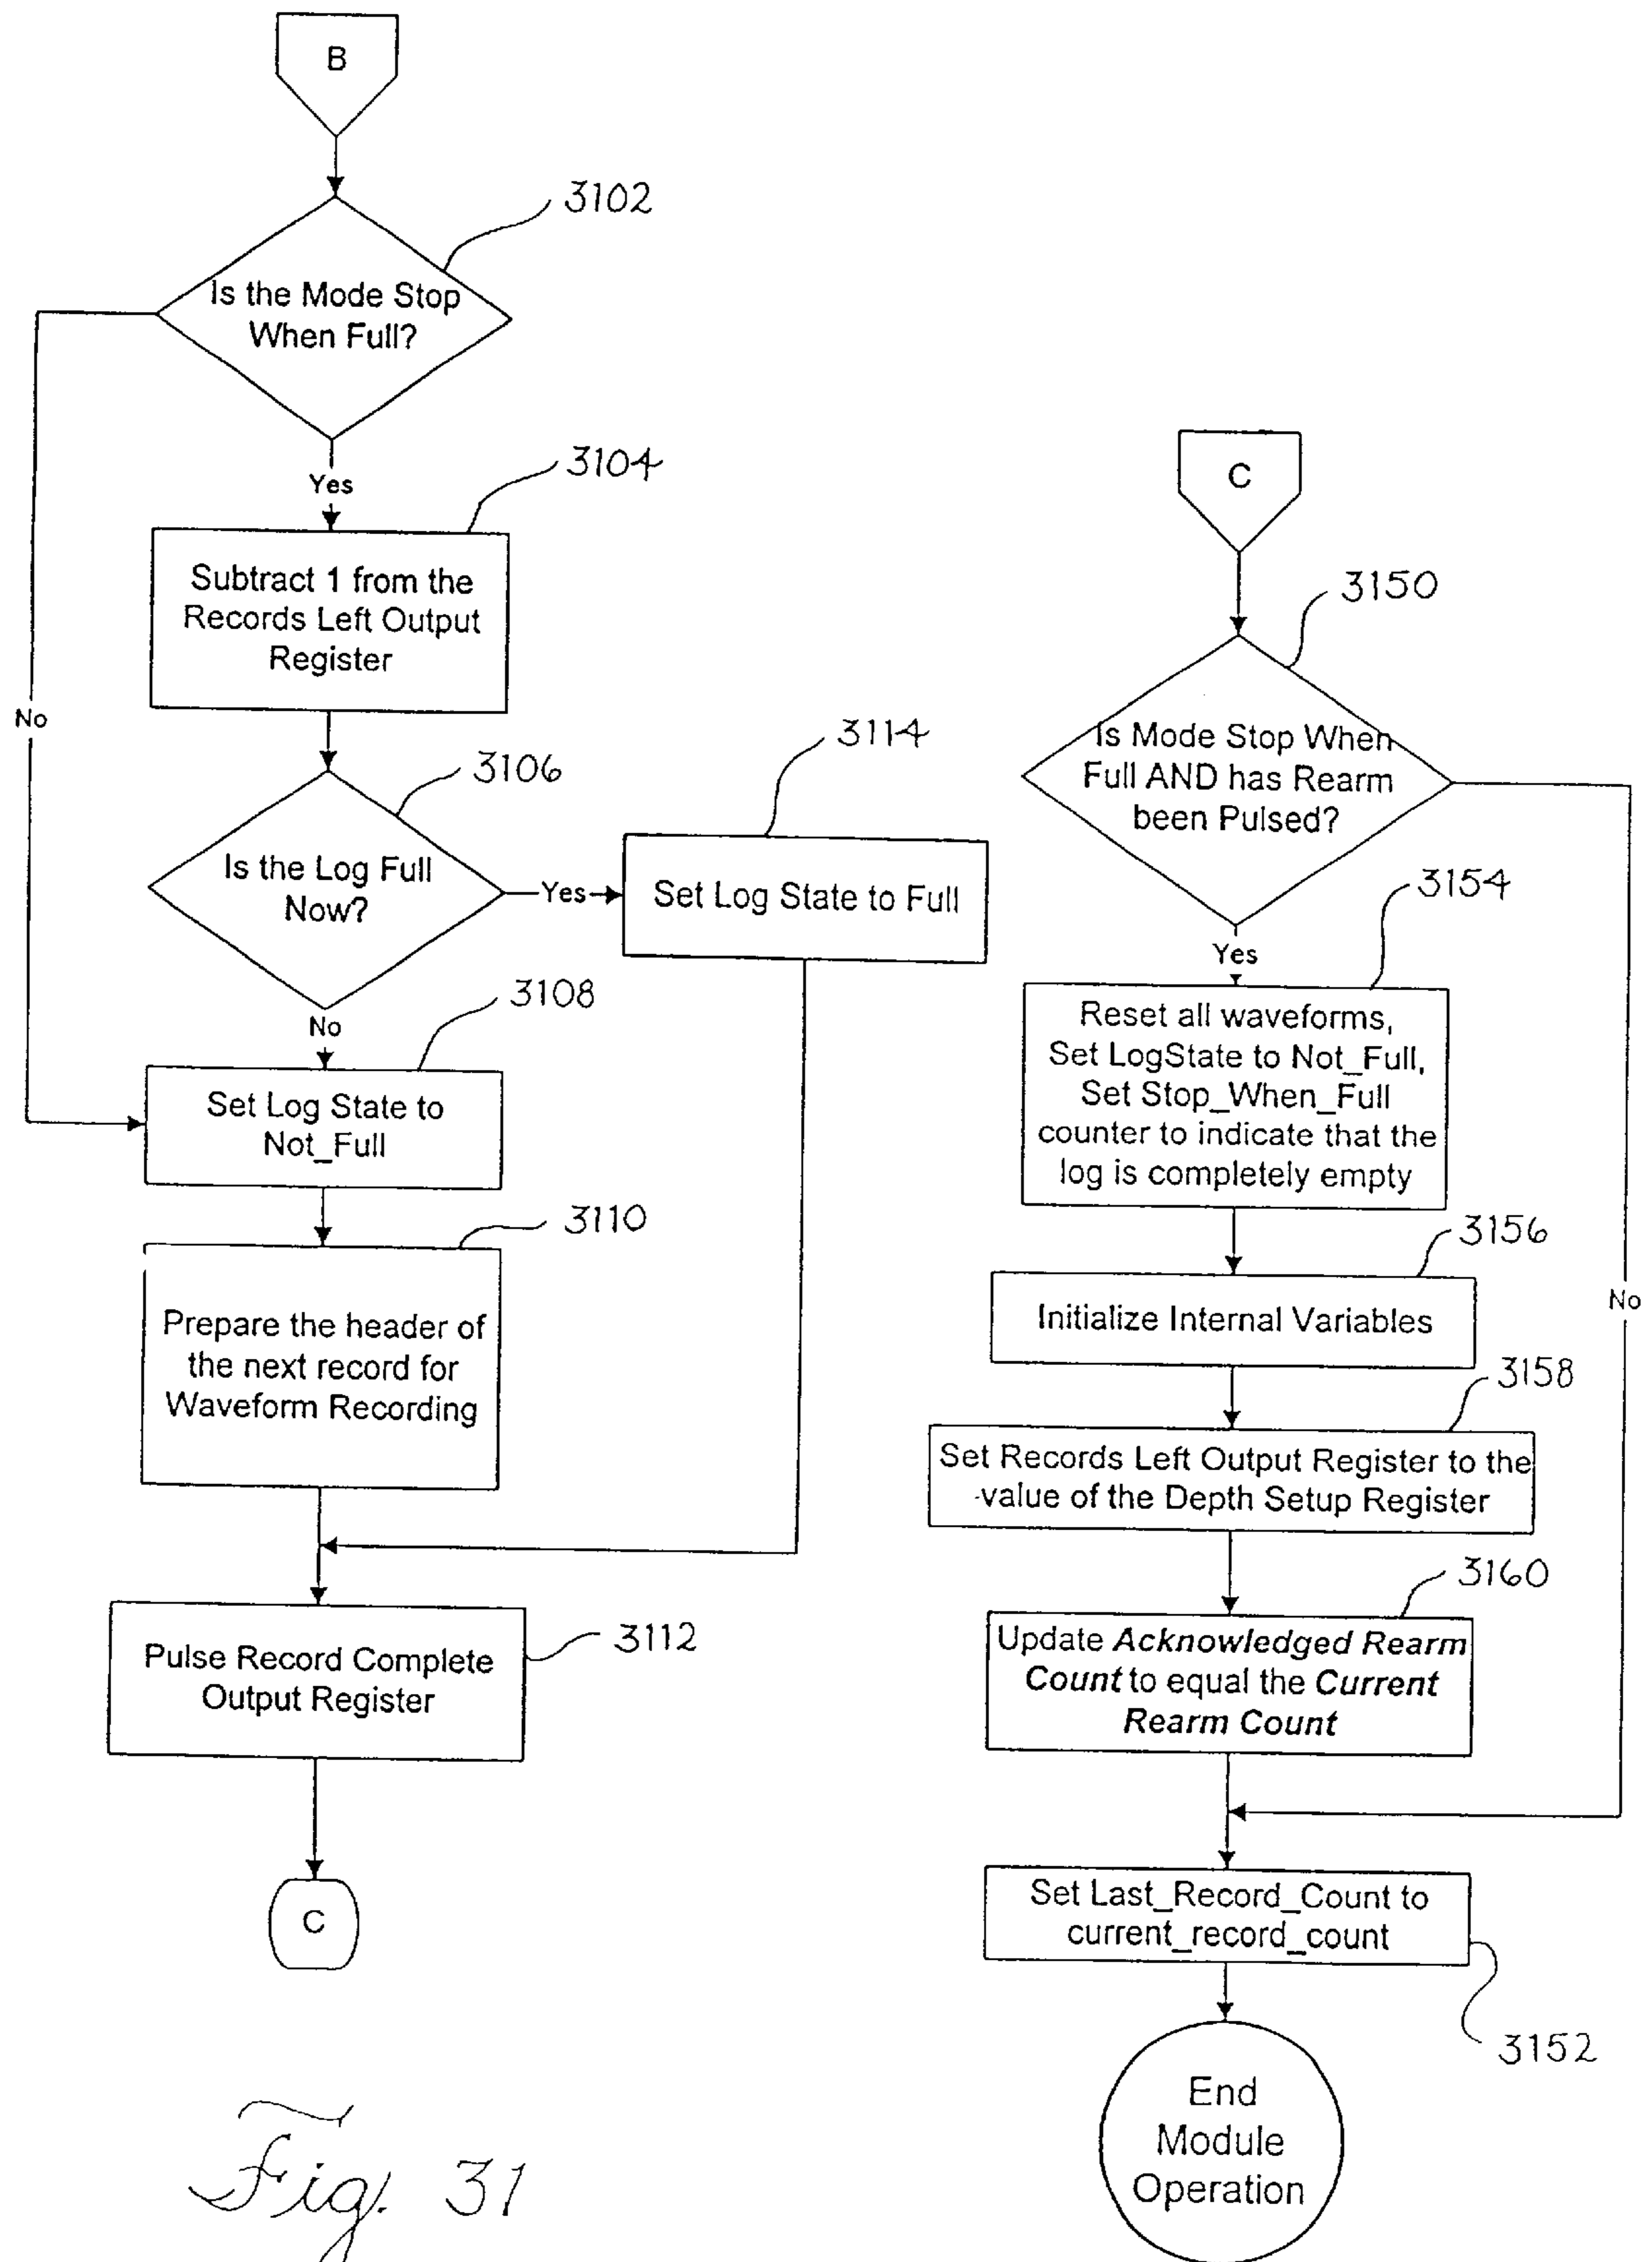 B
3102
Is the Mode Stop
When Full?
Yes
3104
Subtract 1 from the
Records Left Output
Register
No
3106
Is the Log Full
Now?
Yes
3114
Set Log State to Full
No
3108
Set Log State to
Not_Full
3110
Prepare the header of
the next record for
Waveform Recording
3112
Pulse Record Complete
Output Register
C
C
3150
Is Mode Stop When
Full AND has Rearm
been Pulsed?
Yes
3154
Reset all waveforms,
Set LogState to Not_Full,
Set Stop_When_Full
counter to indicate that the
log is completely empty
3156
No
Initialize Internal Variables
3158
Set Records Left Output Register to the
value of the Depth Setup Register
3160
Update Acknowledged Rearm
Count to equal the Current
Rearm Count
Set Last_Record_Count to
current_record_count
3152
End
Module
Operation
Fig. 31